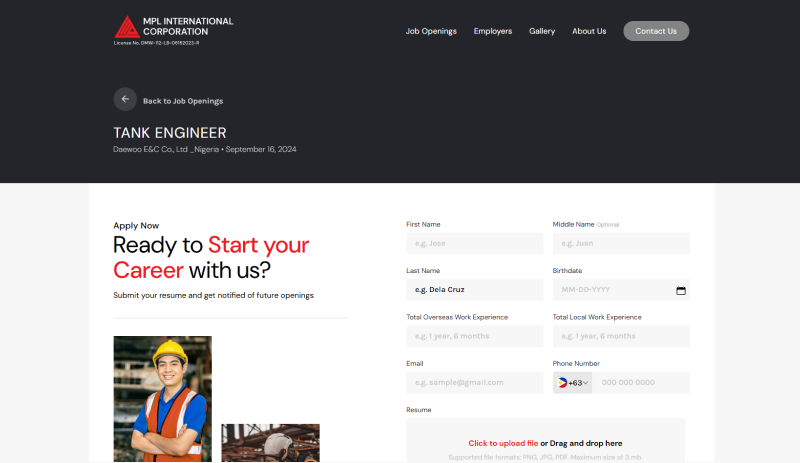 MPL INTERNATIONAL
CORPORATION
License No. DMW-112-LB-06152023-R
Job Openings
Employers
Gallery
About Us
Contact Us
Back to Job Openings
TANK ENGINEER
Daewoo E&C Co., Ltd _Nigeria • September 16, 2024
Apply Now
Ready to Start your
Career with us?
Submit your resume and get notified of future openings
First Name
Middle Name Optional
e.g. Jose
e.g. Juan
Last Name
Birthdate
e.g. Dela Cruz
MM-DD-YYYY
Total Overseas Work Experience
Total Local Work Experience
e.g, 1 year, 6 months
e.g, 1 year, 6 months
Email
Phone Number
e.g. sample@gmail.com
+63
000 000 0000
Resume
Click to upload file or Drag and drop here
Supported file formats: PNG, JPG, PDF. Maximum size of 3 mb.